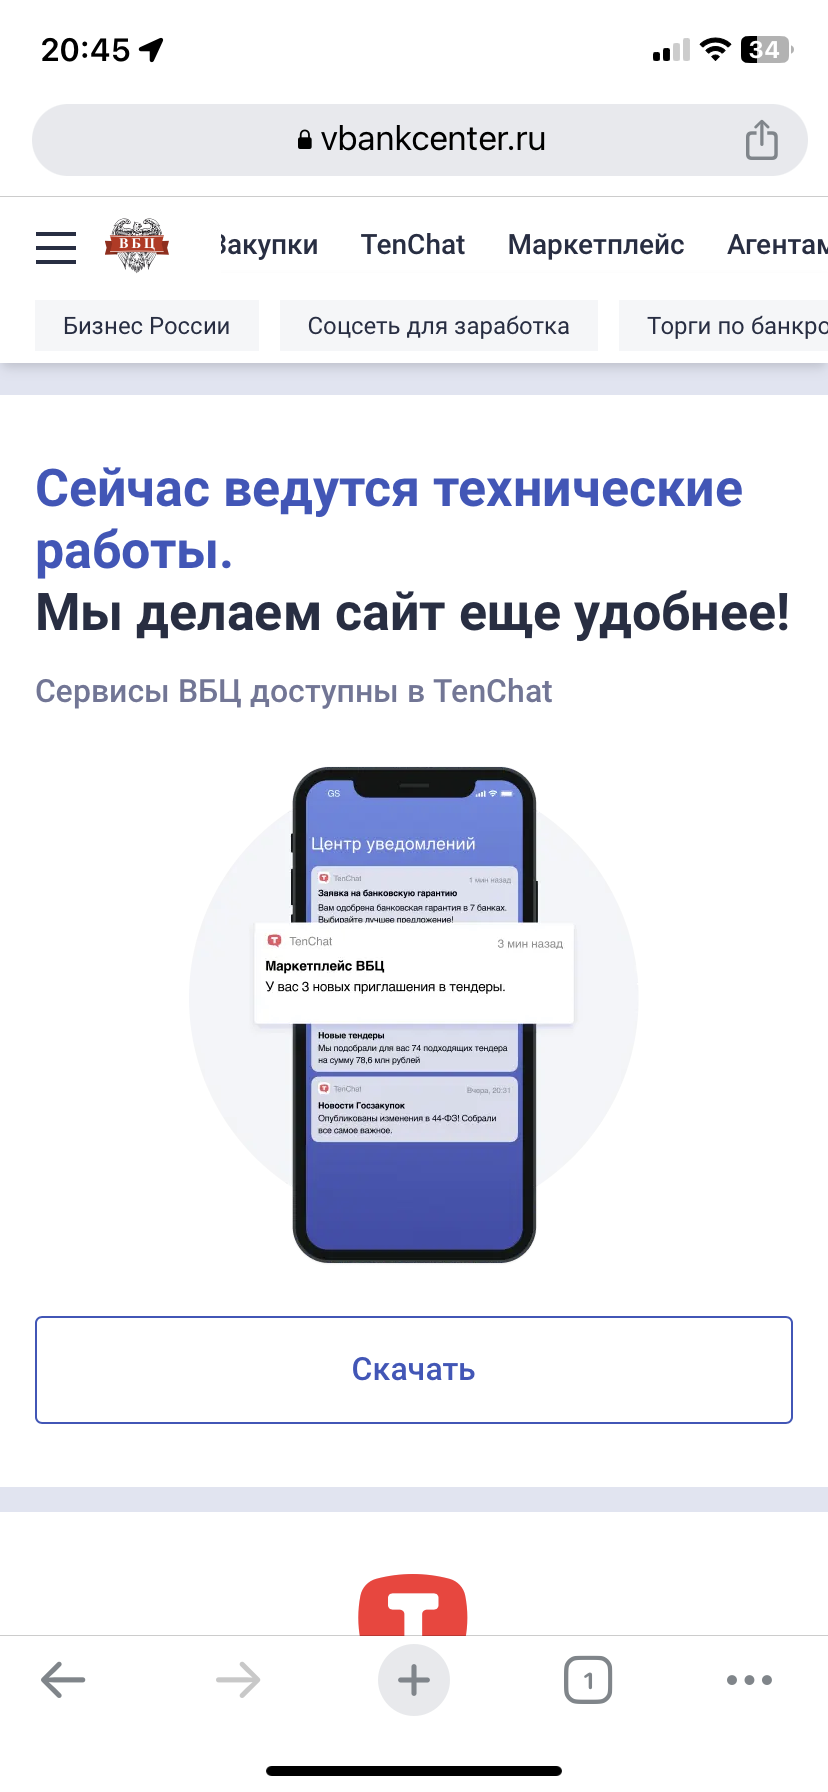 20:45
34
vbankcenter.ru
ВБЦ
Закупки TenChat Маркетплейс Агентам
Бизнес России Соцсеть для заработка Торги по банкро
Сейчас ведутся технические
работы.
Мы делаем сайт еще удобнее!
Сервисы ВБЦ доступны в TenChat
GS
Центр уведомлений
TenChat 1 мин назад
Заявка на банковскую гарантию
Вам одобрена банковская гарантия в 7 банках.
Выбирайте лучшее предложение!
TenChat 3 мин назад
Маркетплейс ВБЦ
У вас 3 новых приглашения в тендеры.
Новые тендеры
Мы подобрали для вас 74 подходящих тендера
на сумму 78,6 млн рублей
TenChat Вчера, 20:31
Новости Госзакупок
Опубликованы изменения в 44-ФЗ! Собрали
все самое важное.
Скачать
T
1